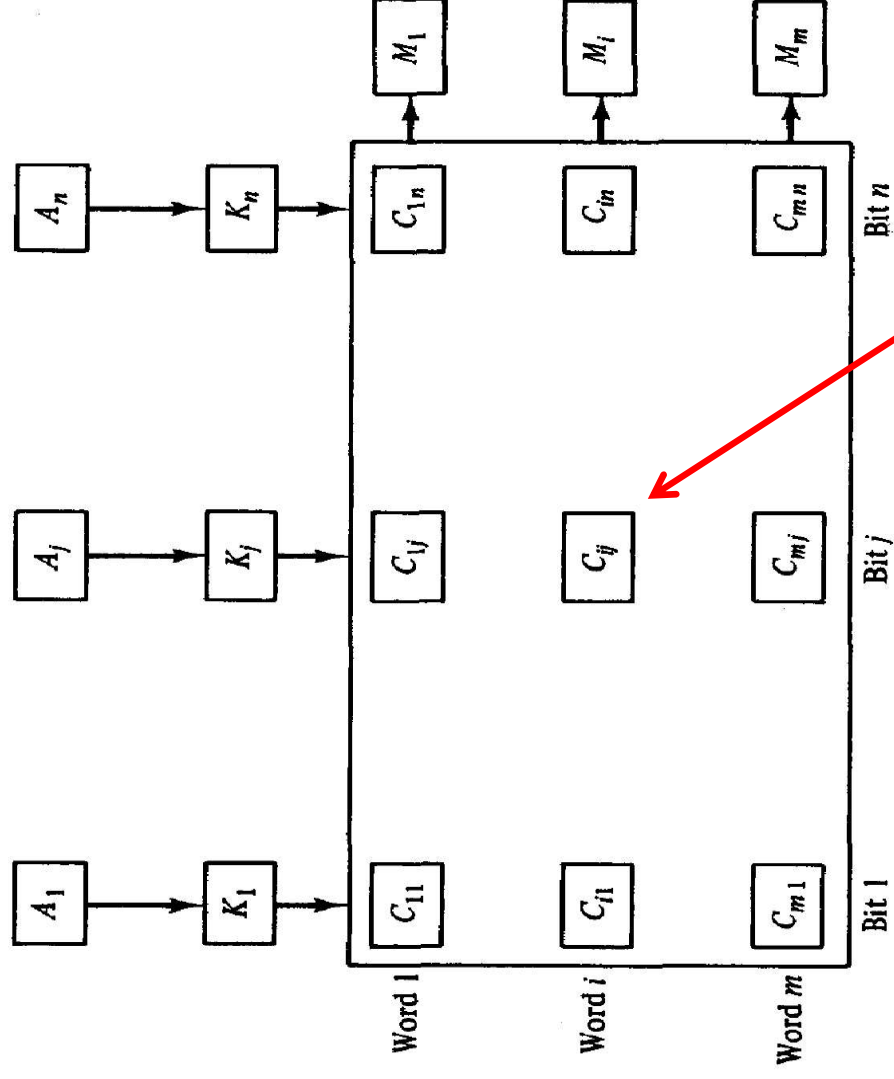 A₁ Aⱼ Aₙ
K₁ Kⱼ Kₙ
Word 1 C₁₁ C₁ⱼ C₁ₙ M₁
Word i Cᵢ₁ Cᵢⱼ Cᵢₙ Mᵢ
Word m Cₘ₁ Cₘⱼ Cₘₙ Mₘ
Bit 1 Bit j Bit n